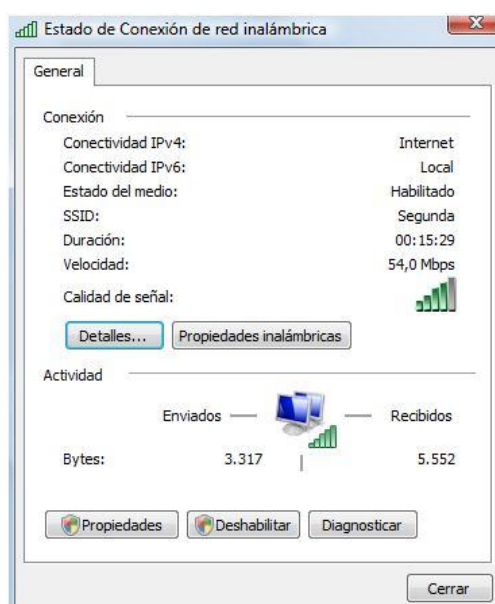 Estado de Conexión de red inalámbrica
General
Conexión
Conectividad IPv4: Internet
Conectividad IPv6: Local
Estado del medio: Habilitado
SSID: Segunda
Duración: 00:15:29
Velocidad: 54,0 Mbps
Calidad de señal:
Detalles... Propiedades inalámbricas
Actividad
Enviados Recibidos
Bytes: 3.317 5.552
Propiedades Deshabilitar Diagnosticar
Cerrar